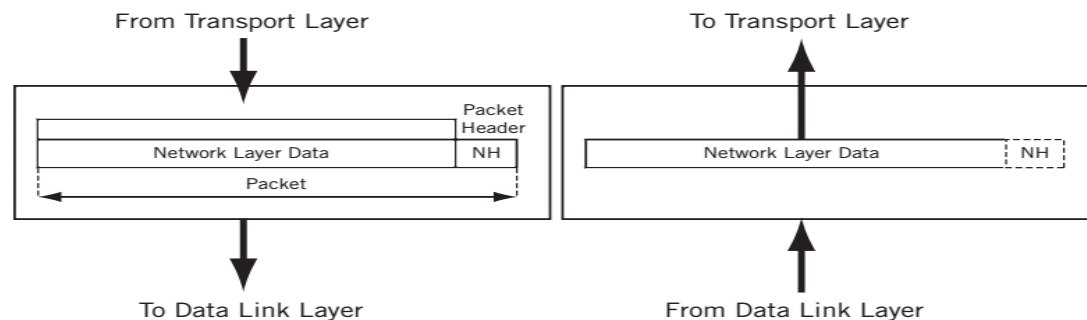 From Transport Layer
To Transport Layer
Packet
Header
Network Layer Data
NH
Packet
Network Layer Data
NH
To Data Link Layer
From Data Link Layer